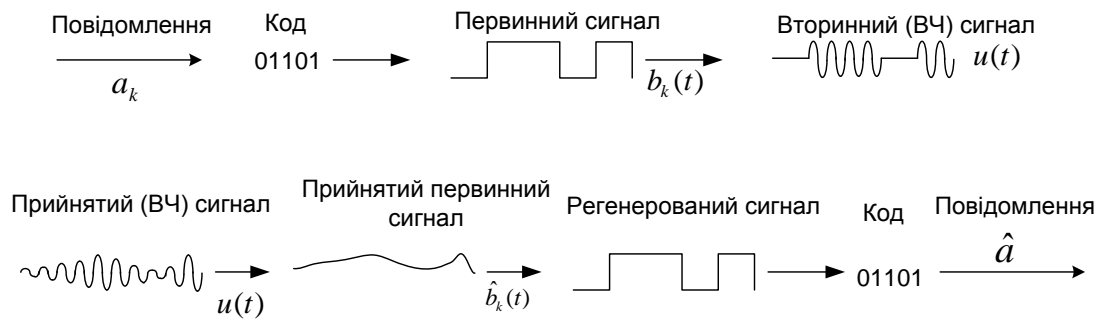 Повідомлення
a_k
Код
01101
Первинний сигнал
b_k(t)
Вторинний (ВЧ) сигнал
u(t)
Прийнятий (ВЧ) сигнал
u(t)
Прийнятий первинний
сигнал
b̂_k(t)
Регенерований сигнал
Код
01101
Повідомлення
â